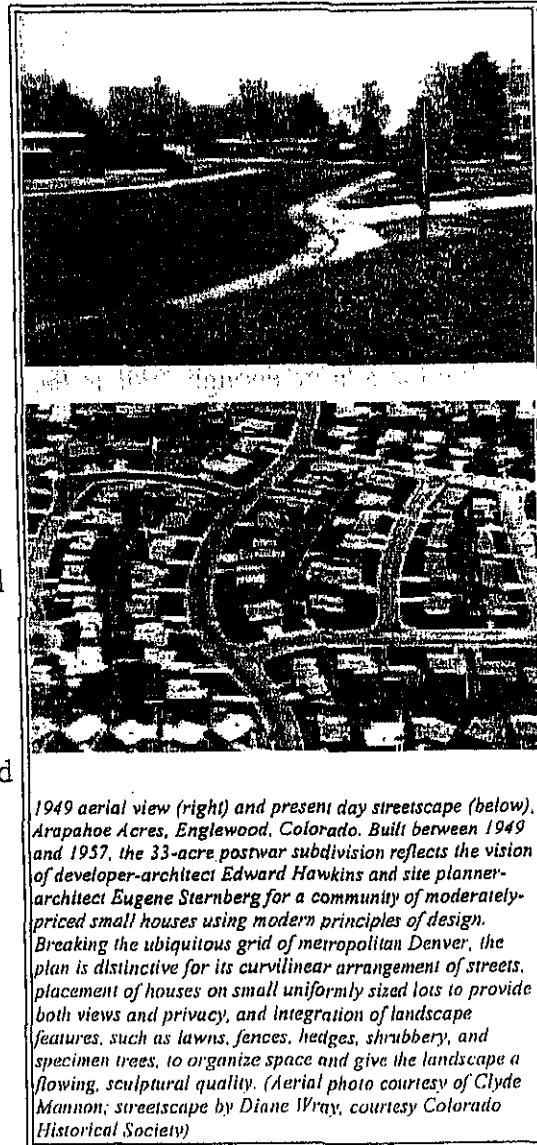 1949 aerial view (right) and present day streetscape (below),
Arapahoe Acres, Englewood, Colorado. Built between 1949
and 1957, the 33-acre postwar subdivision reflects the vision
of developer-architect Edward Hawkins and site planner-
architect Eugene Sternberg for a community of moderately-
priced small houses using modern principles of design.
Breaking the ubiquitous grid of metropolitan Denver, the
plan is distinctive for its curvilinear arrangement of streets,
placement of houses on small uniformly sized lots to provide
both views and privacy, and integration of landscape
features, such as lawns, fences, hedges, shrubbery, and
specimen trees, to organize space and give the landscape a
flowing, sculptural quality. (Aerial photo courtesy of Clyde
Mannon; streetscape by Diane Wray, courtesy Colorado
Historical Society)